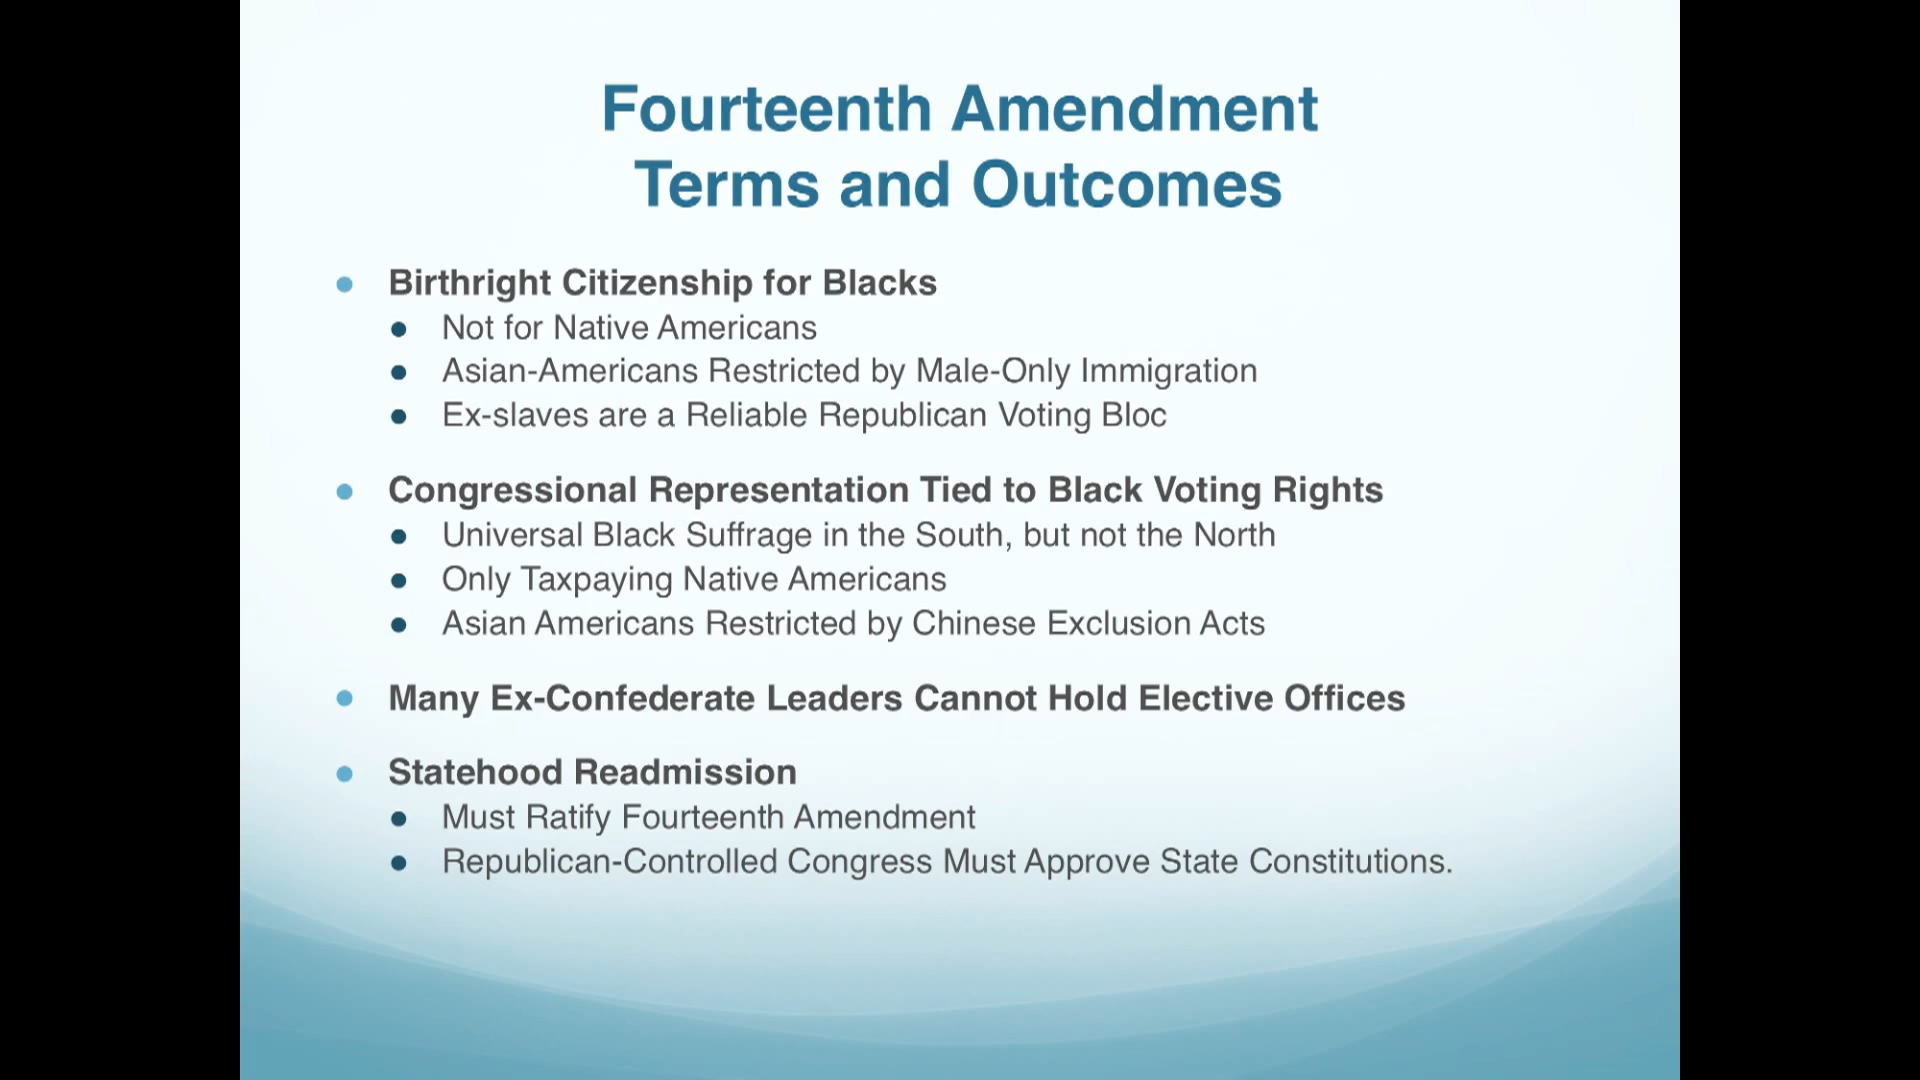 Fourteenth Amendment
Terms and Outcomes
Birthright Citizenship for Blacks
Not for Native Americans
Asian-Americans Restricted by Male-Only Immigration
Ex-slaves are a Reliable Republican Voting Bloc
Congressional Representation Tied to Black Voting Rights
Universal Black Suffrage in the South, but not the North
Only Taxpaying Native Americans
Asian Americans Restricted by Chinese Exclusion Acts
Many Ex-Confederate Leaders Cannot Hold Elective Offices
Statehood Readmission
Must Ratify Fourteenth Amendment
Republican-Controlled Congress Must Approve State Constitutions.